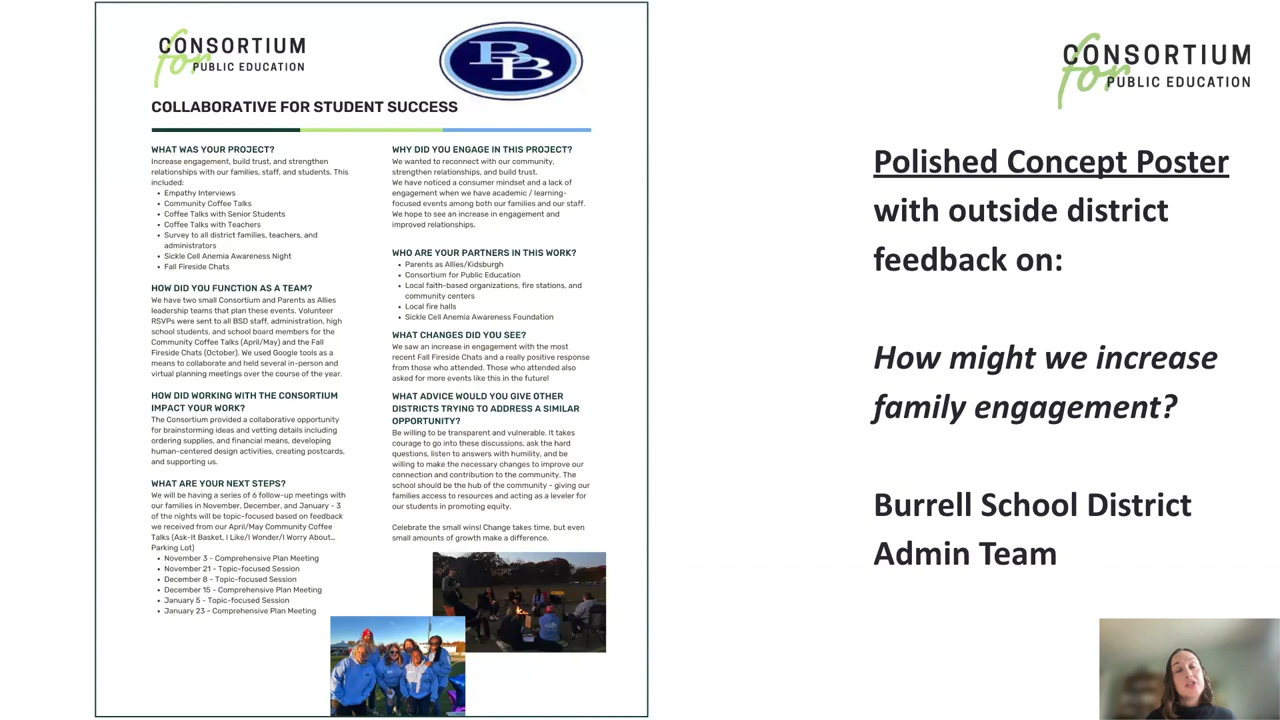 CONSORTIUM
for PUBLIC EDUCATION
BB
COLLABORATIVE FOR STUDENT SUCCESS
WHAT WAS YOUR PROJECT?
Increase engagement, build trust, and strengthen
relationships with our families, staff, and students. This
included:
• Empathy Interviews
• Community Coffee Talks
• Coffee Talks with Senior Students
• Coffee Talks with Teachers
• Survey to all district families, teachers, and
administrators
• Sickle Cell Anemia Awareness Night
• Fall Fireside Chats
HOW DID YOU FUNCTION AS A TEAM?
We have two small Consortium and Parents as Allies
leadership teams that plan these events. Volunteer
RSVPs were sent to all BSD staff, administration, high
school students, and school board members for the
Community Coffee Talks (April/May) and the Fall
Fireside Chats (October). We used Google tools as a
means to collaborate and held several in-person and
virtual planning meetings over the course of the year.
HOW DID WORKING WITH THE CONSORTIUM
IMPACT YOUR WORK?
The Consortium provided a collaborative opportunity
for brainstorming ideas and vetting details including
ordering supplies, and financial means, developing
human-centered design activities, creating postcards,
and supporting us.
WHAT ARE YOUR NEXT STEPS?
We will be having a series of 6 follow-up meetings with
our families in November, December, and January - 3
of the nights will be topic-focused based on feedback
we received from our April/May Community Coffee
Talks (Ask-It Basket, I Like/I Wonder/I Worry About...
Parking Lot)
• November 3 - Comprehensive Plan Meeting
• November 21 - Topic-focused Session
• December 8 - Topic-focused Session
• December 15 - Comprehensive Plan Meeting
• January 5 - Topic-focused Session
• January 23 - Comprehensive Plan Meeting
WHY DID YOU ENGAGE IN THIS PROJECT?
We wanted to reconnect with our community,
strengthen relationships, and build trust.
We have noticed a consumer mindset and a lack of
engagement when we have academic / learning-
focused events among both our families and our staff.
We hope to see an increase in engagement and
improved relationships.
WHO ARE YOUR PARTNERS IN THIS WORK?
• Parents as Allies/Kidsburgh
• Consortium for Public Education
• Local faith-based organizations, fire stations, and
community centers
• Local fire halls
• Sickle Cell Anemia Awareness Foundation
WHAT CHANGES DID YOU SEE?
We saw an increase in engagement with the most
recent Fall Fireside Chats and a really positive response
from those who attended. Those who attended also
asked for more events like this in the future!
WHAT ADVICE WOULD YOU GIVE OTHER
DISTRICTS TRYING TO ADDRESS A SIMILAR
OPPORTUNITY?
Be willing to be transparent and vulnerable. It takes
courage to go into these discussions, ask the hard
questions, listen to answers with humility, and be
willing to make the necessary changes to improve our
connection and contribution to the community. The
school should be the hub of the community - giving our
families access to resources and acting as a leveler for
our students in promoting equity.
Celebrate the small wins! Change takes time, but even
small amounts of growth make a difference.
CONSORTIUM
for PUBLIC EDUCATION
Polished Concept Poster
with outside district
feedback on:
How might we increase
family engagement?
Burrell School District
Admin Team